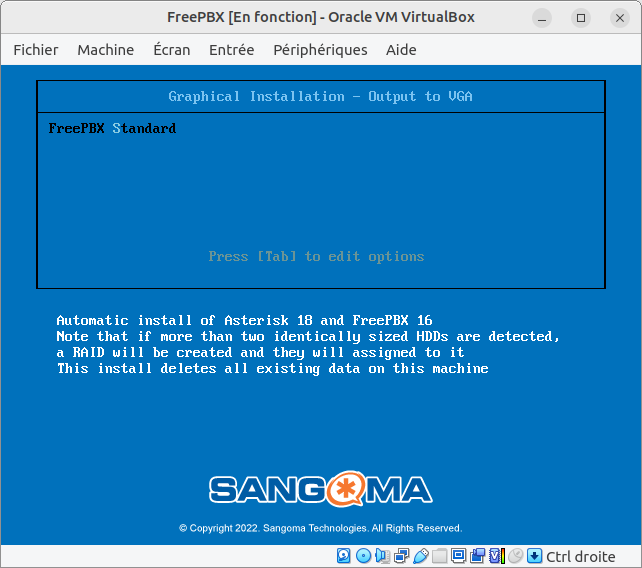 FreePBX [En fonction] - Oracle VM VirtualBox
Fichier Machine Écran Entrée Périphériques Aide
Graphical Installation - Output to VGA
FreePBX Standard
Press [Tab] to edit options
Automatic install of Asterisk 18 and FreePBX 16
Note that if more than two identically sized HDDs are detected,
a RAID will be created and they will assigned to it
This install deletes all existing data on this machine
SANGOMA
© Copyright 2022. Sangoma Technologies. All Rights Reserved.
Ctrl droite